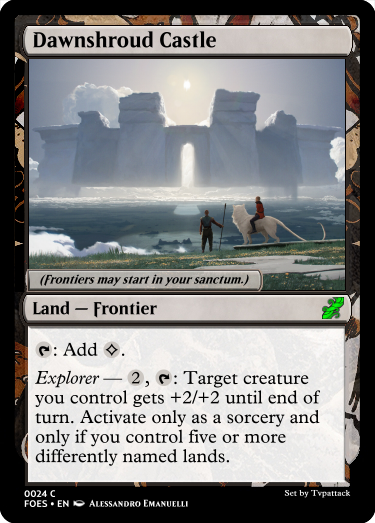 Dawnshroud Castle
(Frontiers may start in your sanctum.)
Land — Frontier
: Add .
Explorer — 2, : Target creature
you control gets +2/+2 until end of
turn. Activate only as a sorcery and
only if you control five or more
differently named lands.
0024 C
Set by Tvpattack
FOES • EN Alessandro Emanuelli